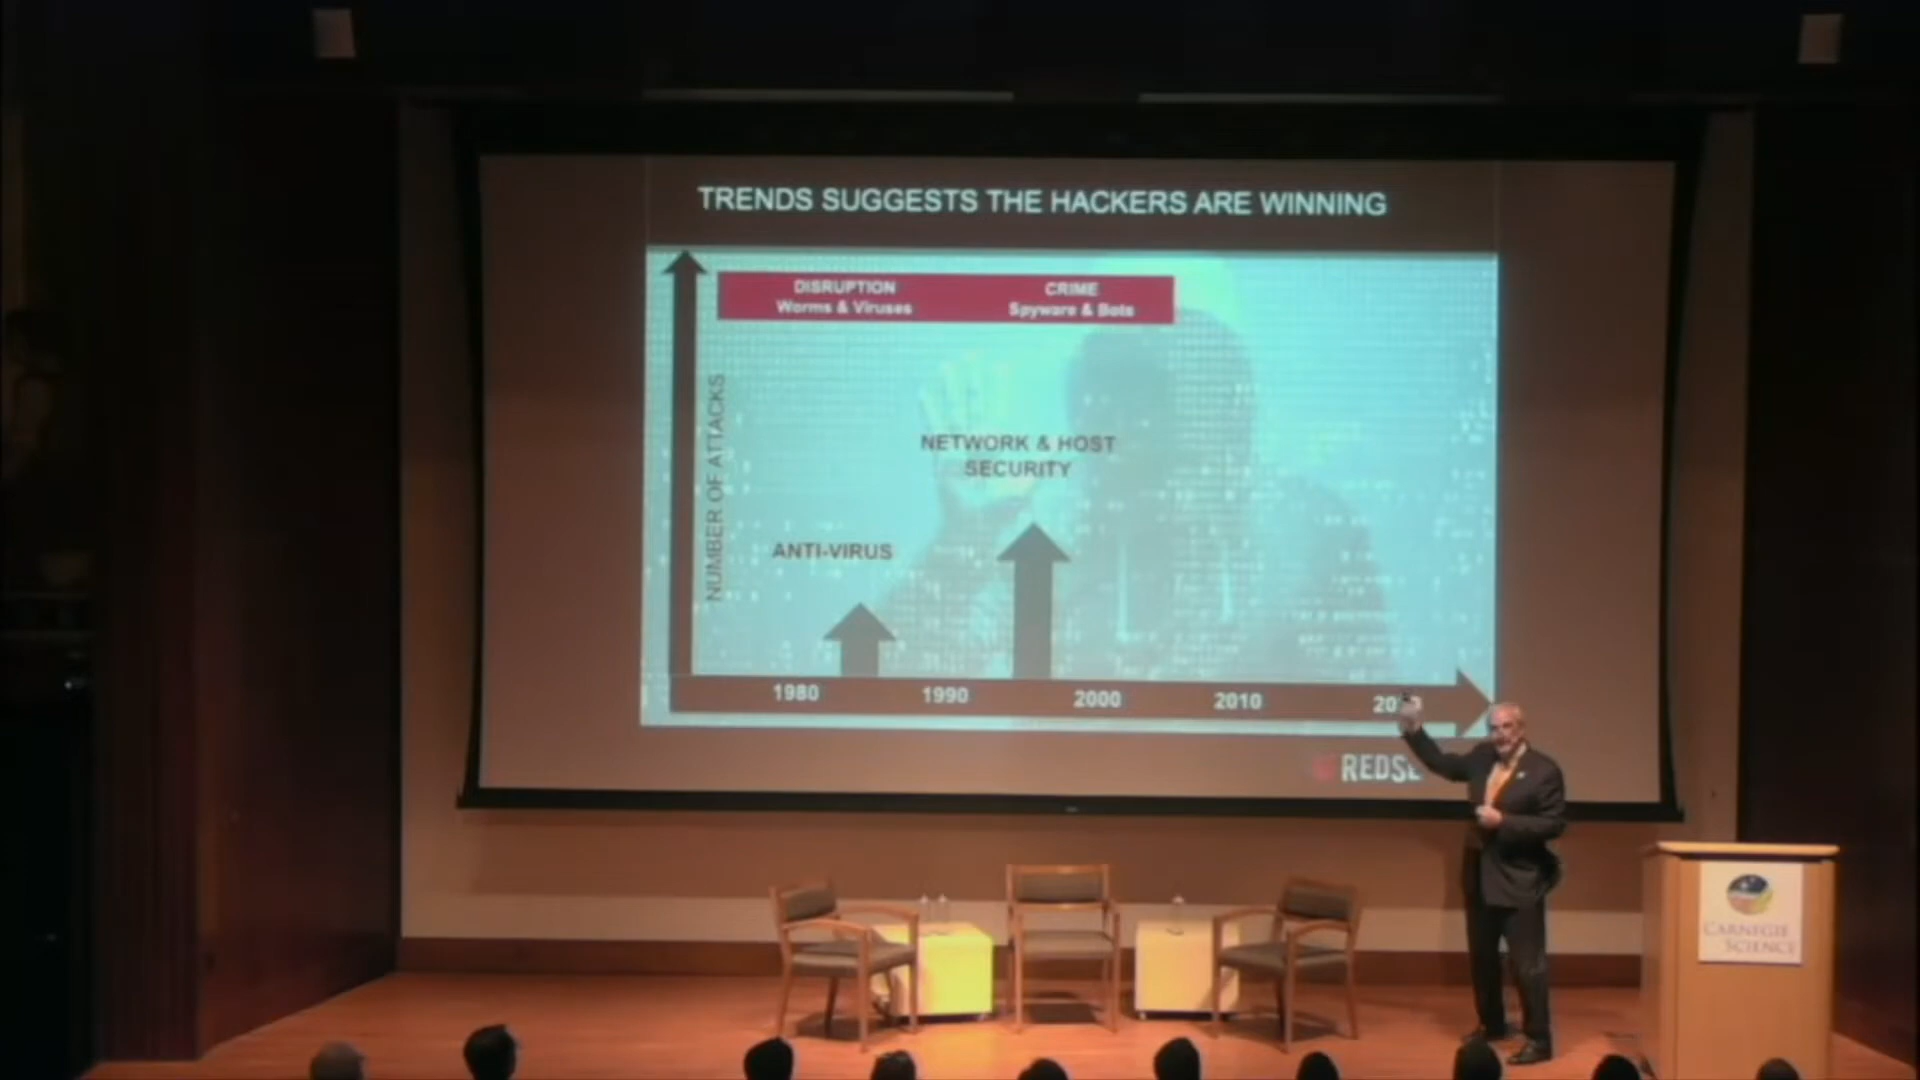 TRENDS SUGGESTS THE HACKERS ARE WINNING
DISRUPTION
Worms & Viruses
CRIME
Spyware & Bots
NUMBER OF ATTACKS
NETWORK & HOST
SECURITY
ANTI-VIRUS
1980
1990
2000
2010
CARNEGIE
SCIENCE